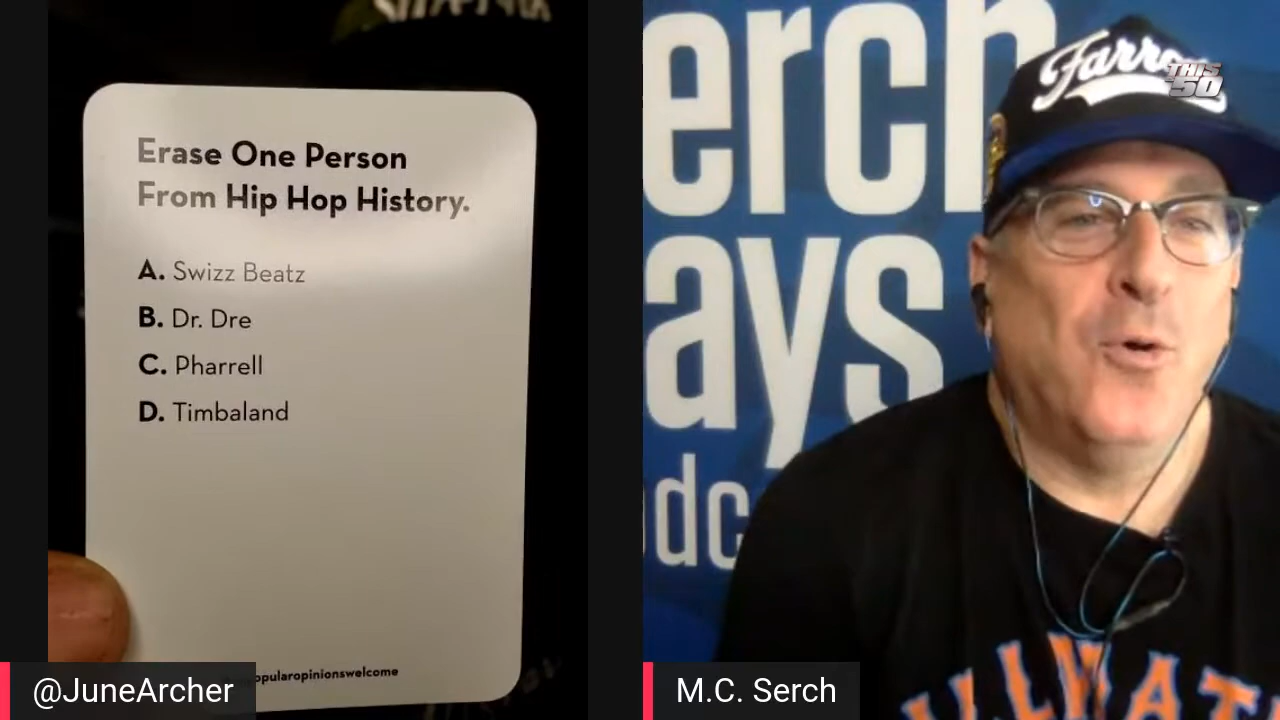 Erase One Person
From Hip Hop History.
A. Swizz Beatz
B. Dr. Dre
C. Pharrell
D. Timbaland
@JuneArcher
erch
ays
THIS
IS 50
M.C. Serch